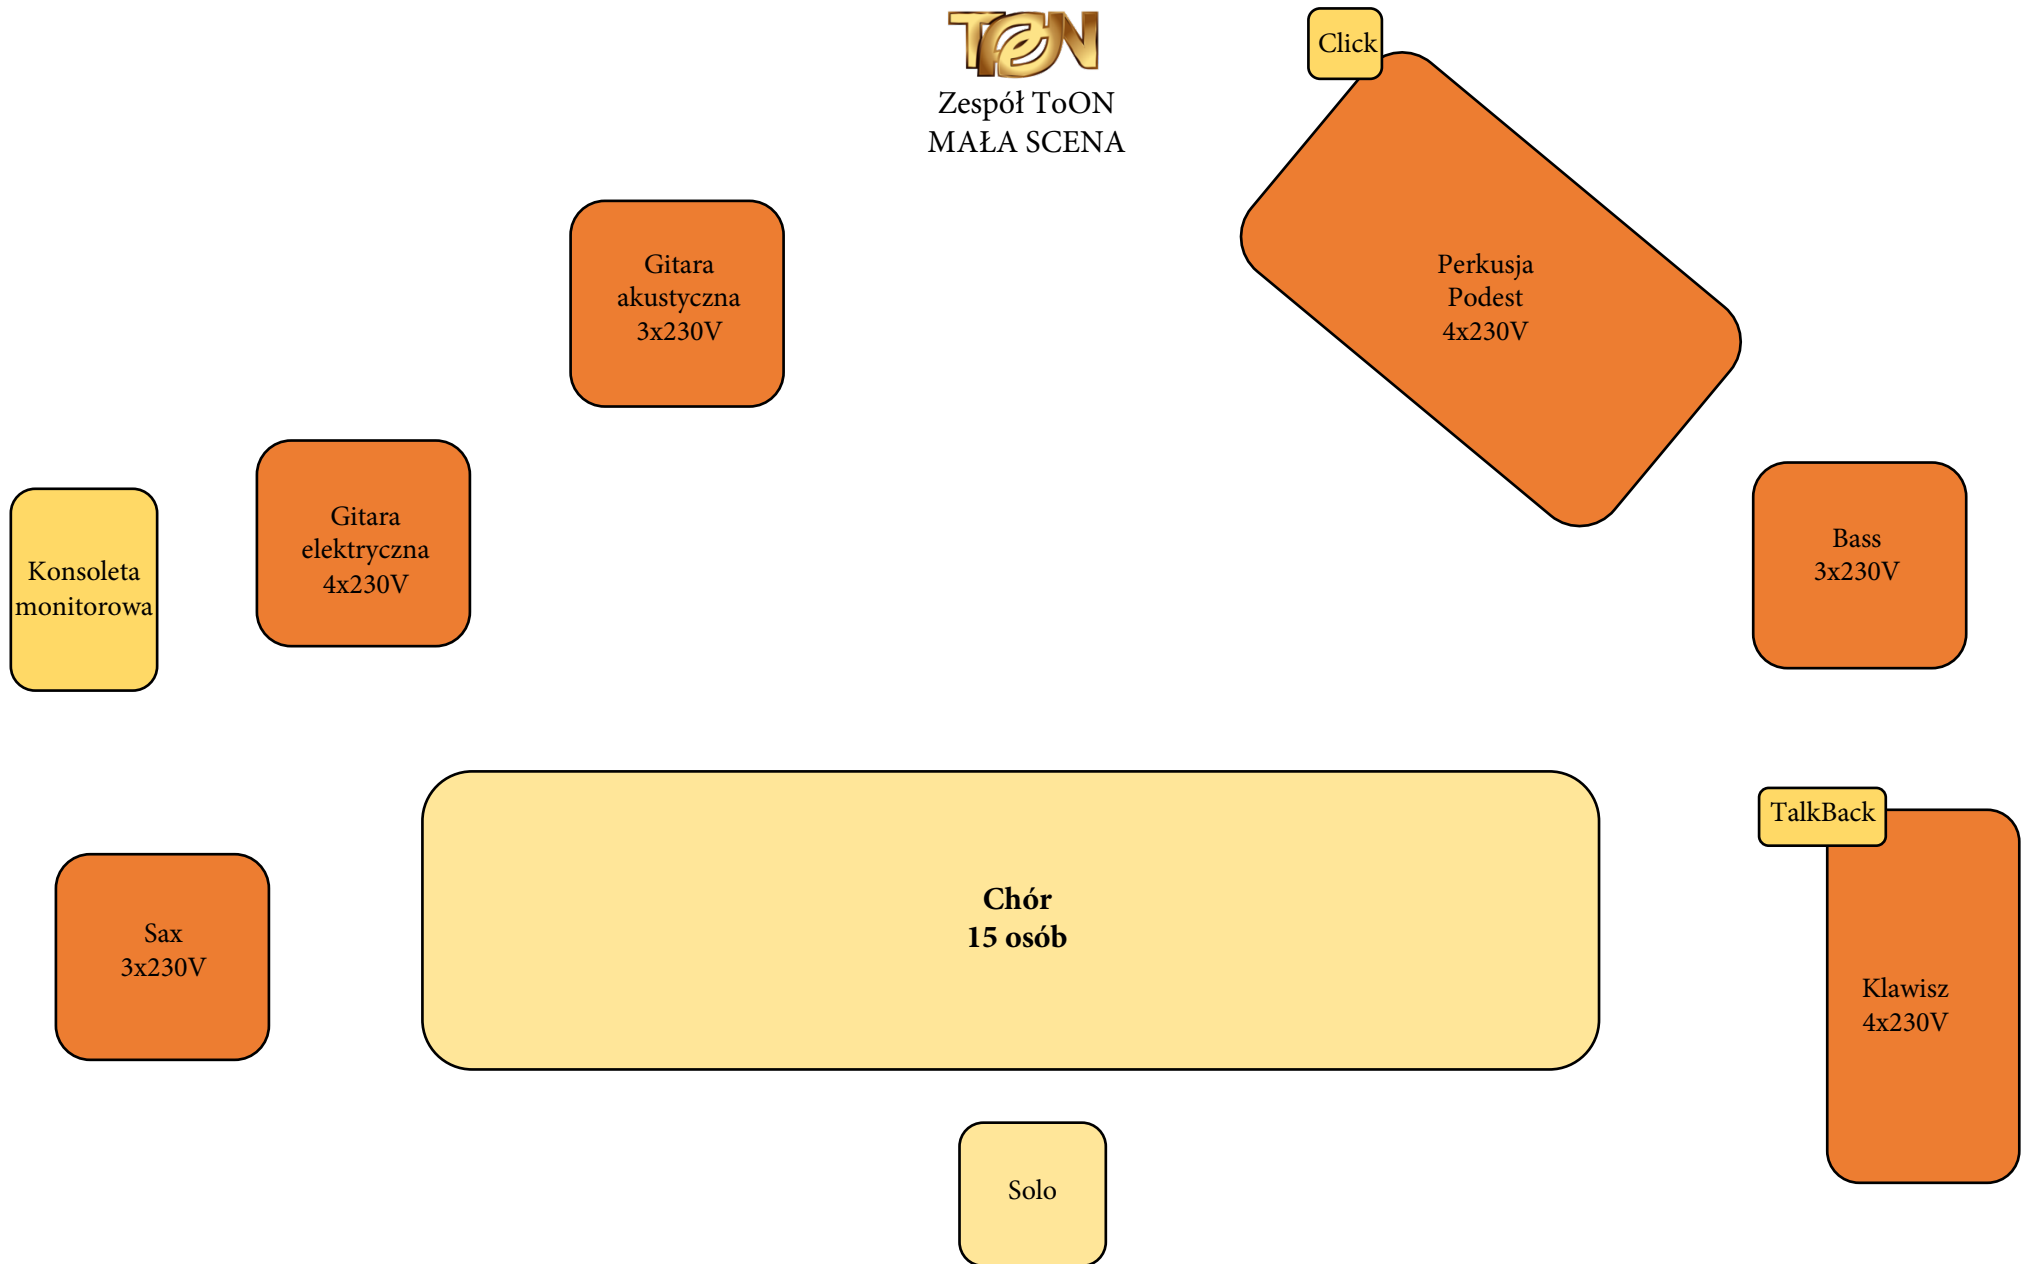 TOON
Zespół ToON
MAŁA SCENA
Click
Gitara
akustyczna
3x230V
Perkusja
Podest
4x230V
Gitara
elektryczna
4x230V
Konsoleta
monitorowa
Bass
3x230V
TalkBack
Chór
15 osób
Sax
3x230V
Klawisz
4x230V
Solo